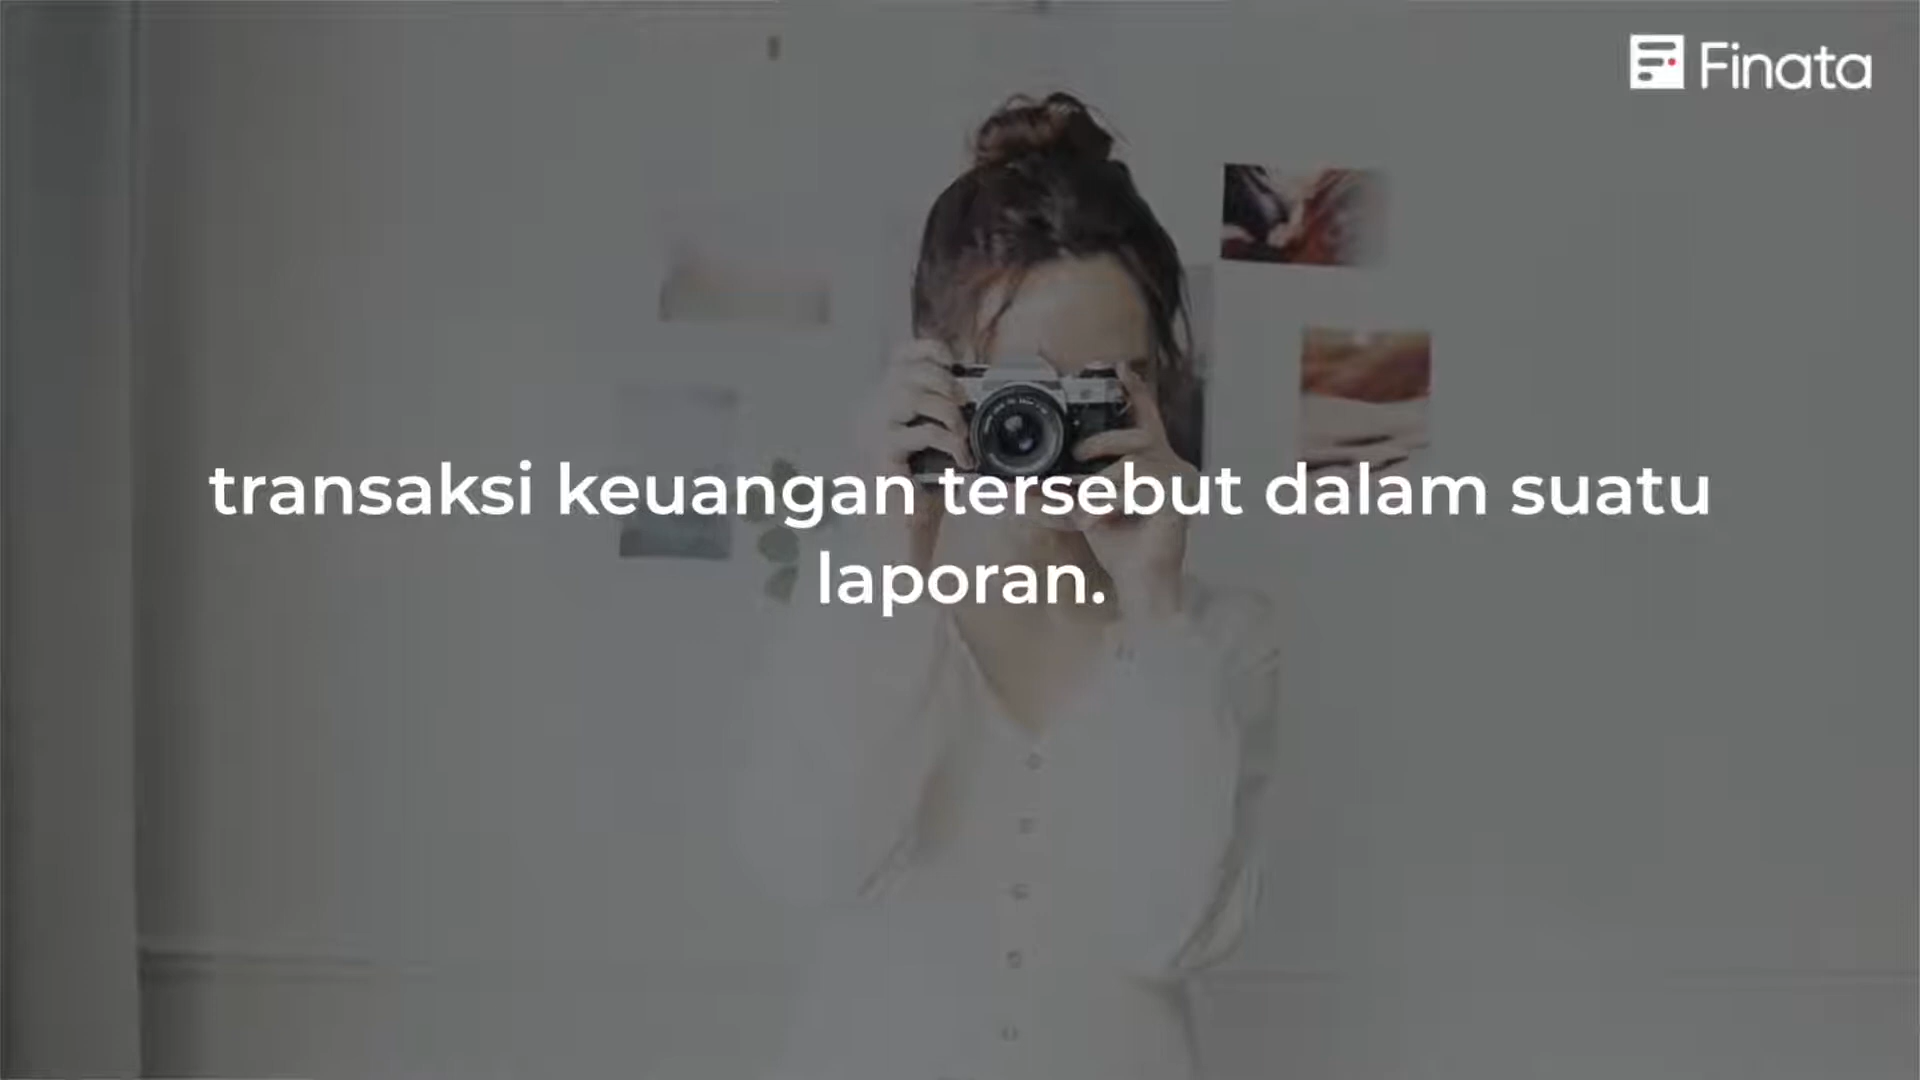 Finata
transaksi keuangan tersebut dalam suatu
laporan.